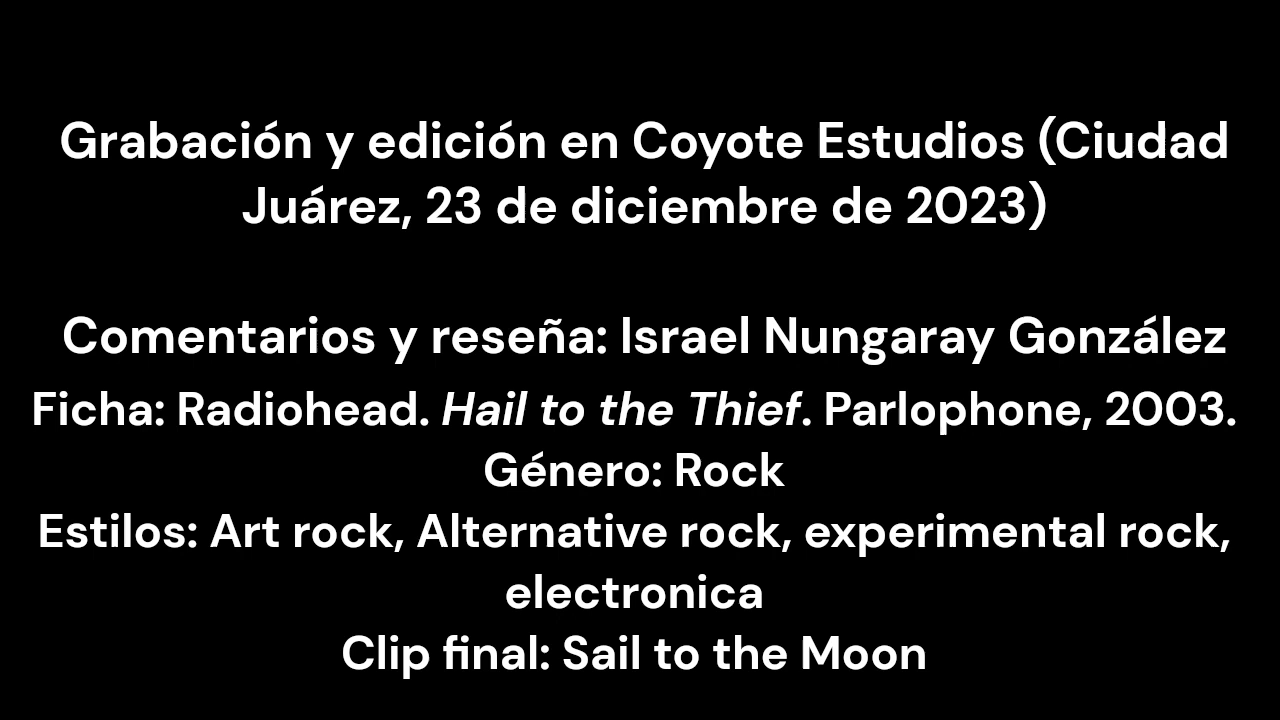 Grabación y edición en Coyote Estudios (Ciudad
Juárez, 23 de diciembre de 2023)
Comentarios y reseña: Israel Nungaray González
Ficha: Radiohead. Hail to the Thief. Parlophone, 2003.
Género: Rock
Estilos: Art rock, Alternative rock, experimental rock,
electronica
Clip final: Sail to the Moon